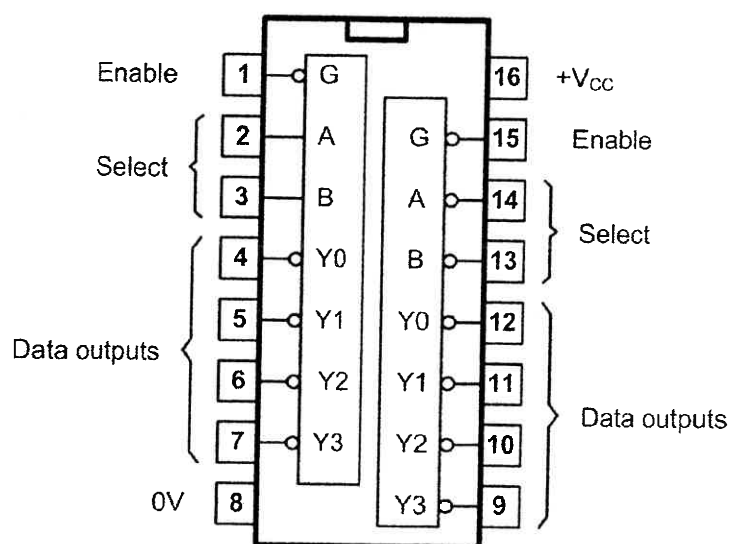 Enable 1 G 16 +VCC
2 A G 15 Enable
Select
3 B A 14
Select
4 Y0 B 13
5 Y1 Y0 12
Data outputs
6 Y2 Y1 11
Data outputs
7 Y3 Y2 10
0V 8 Y3 9